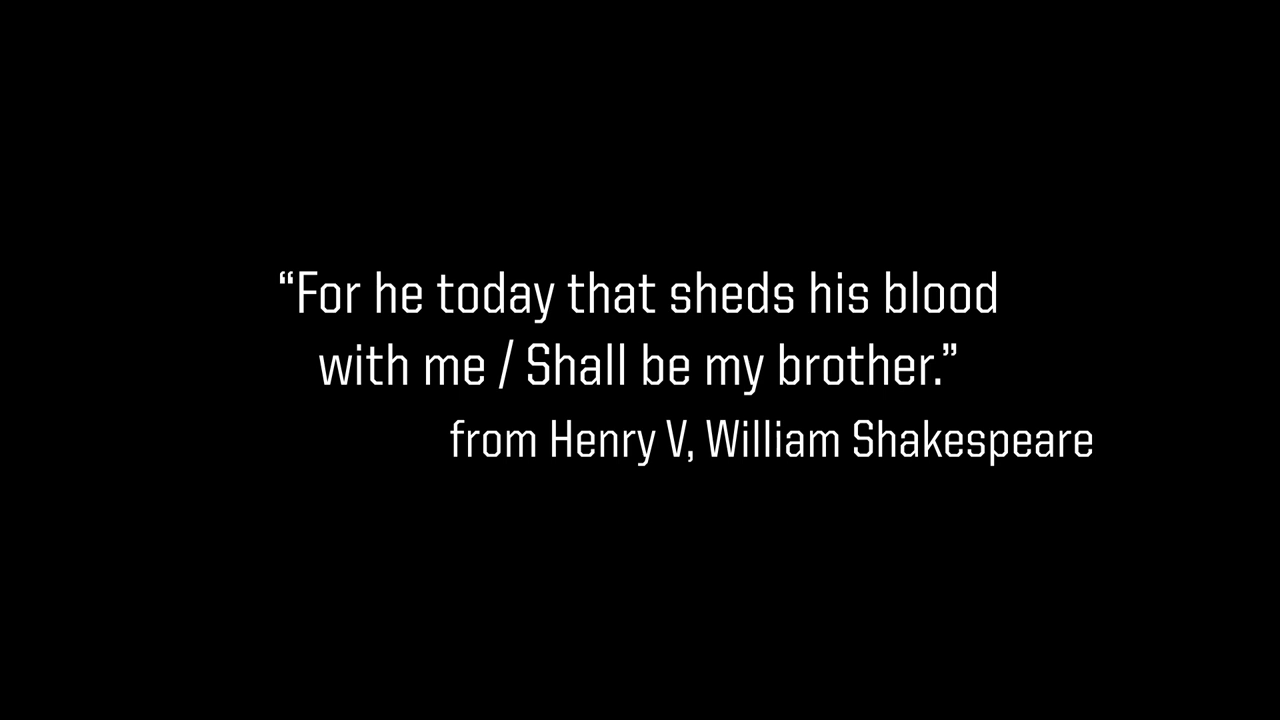 “For he today that sheds his blood
with me / Shall be my brother.”
from Henry V, William Shakespeare